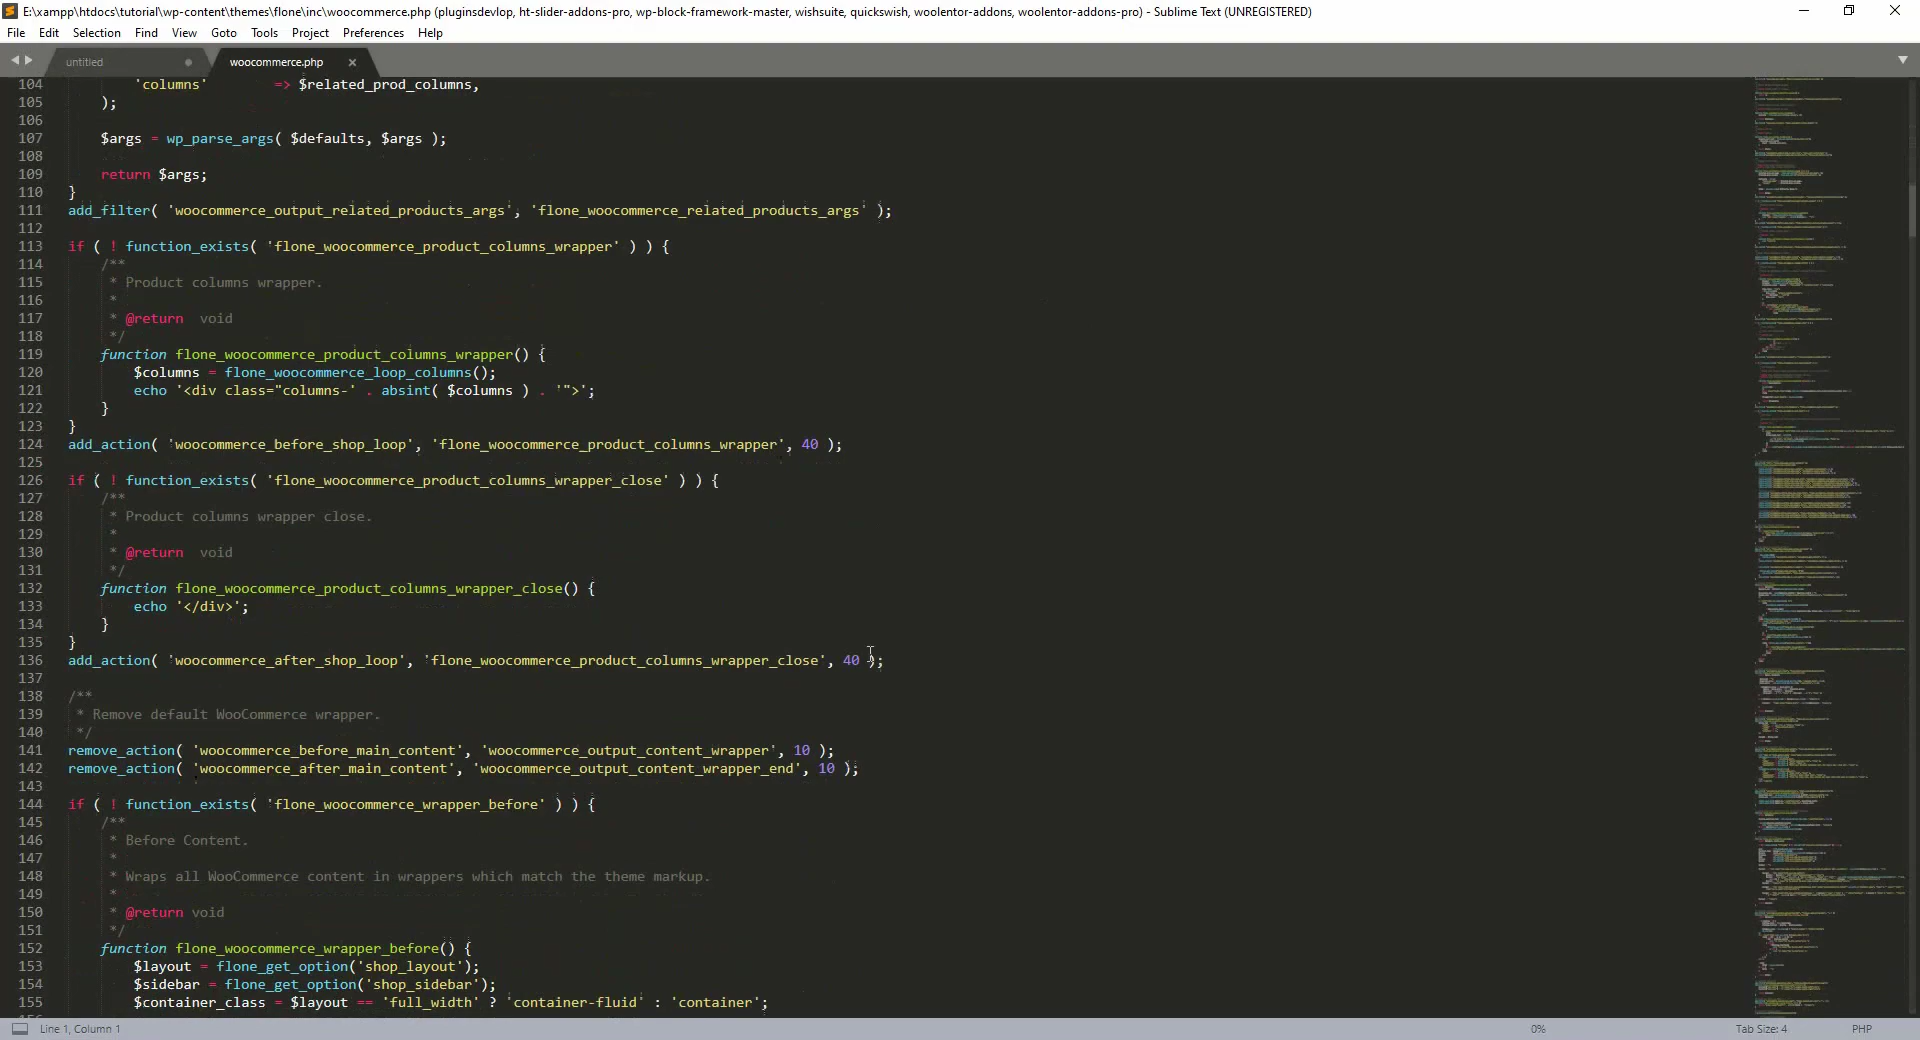 E:\xampp\htdocs\tutorial\wp-content\themes\flone\inc\woocommerce.php (pluginsdevlop, ht-slider-addons-pro, wp-block-framework-master, wishsuite, quickswish, woolentor-addons, woolentor-addons-pro) - Sublime Text (UNREGISTERED)
File Edit Selection Find View Goto Tools Project Preferences Help
untitled woocommerce.php
104 'columns' => $related_prod_columns,
105 );
106
107 $args = wp_parse_args( $defaults, $args );
108
109 return $args;
110 }
111 add_filter( 'woocommerce_output_related_products_args', 'flone_woocommerce_related_products_args' );
112
113 if ( ! function_exists( 'flone_woocommerce_product_columns_wrapper' ) ) {
114 /**
115 * Product columns wrapper.
116 *
117 * @return  void
118 */
119 function flone_woocommerce_product_columns_wrapper() {
120 $columns = flone_woocommerce_loop_columns();
121 echo '<div class="columns-' . absint( $columns ) . '">';
122 }
123 }
124 add_action( 'woocommerce_before_shop_loop', 'flone_woocommerce_product_columns_wrapper', 40 );
125
126 if ( ! function_exists( 'flone_woocommerce_product_columns_wrapper_close' ) ) {
127 /**
128 * Product columns wrapper close.
129 *
130 * @return  void
131 */
132 function flone_woocommerce_product_columns_wrapper_close() {
133 echo '</div>';
134 }
135 }
136 add_action( 'woocommerce_after_shop_loop', 'flone_woocommerce_product_columns_wrapper_close', 40 );
137
138 /**
139 * Remove default WooCommerce wrapper.
140 */
141 remove_action( 'woocommerce_before_main_content', 'woocommerce_output_content_wrapper', 10 );
142 remove_action( 'woocommerce_after_main_content', 'woocommerce_output_content_wrapper_end', 10 );
143
144 if ( ! function_exists( 'flone_woocommerce_wrapper_before' ) ) {
145 /**
146 * Before Content.
147 *
148 * Wraps all WooCommerce content in wrappers which match the theme markup.
149 *
150 * @return void
151 */
152 function flone_woocommerce_wrapper_before() {
153 $layout = flone_get_option('shop_layout');
154 $sidebar = flone_get_option('shop_sidebar');
155 $container_class = $layout == 'full_width' ? 'container-fluid' : 'container';
Line 1, Column 1 0% Tab Size: 4 PHP